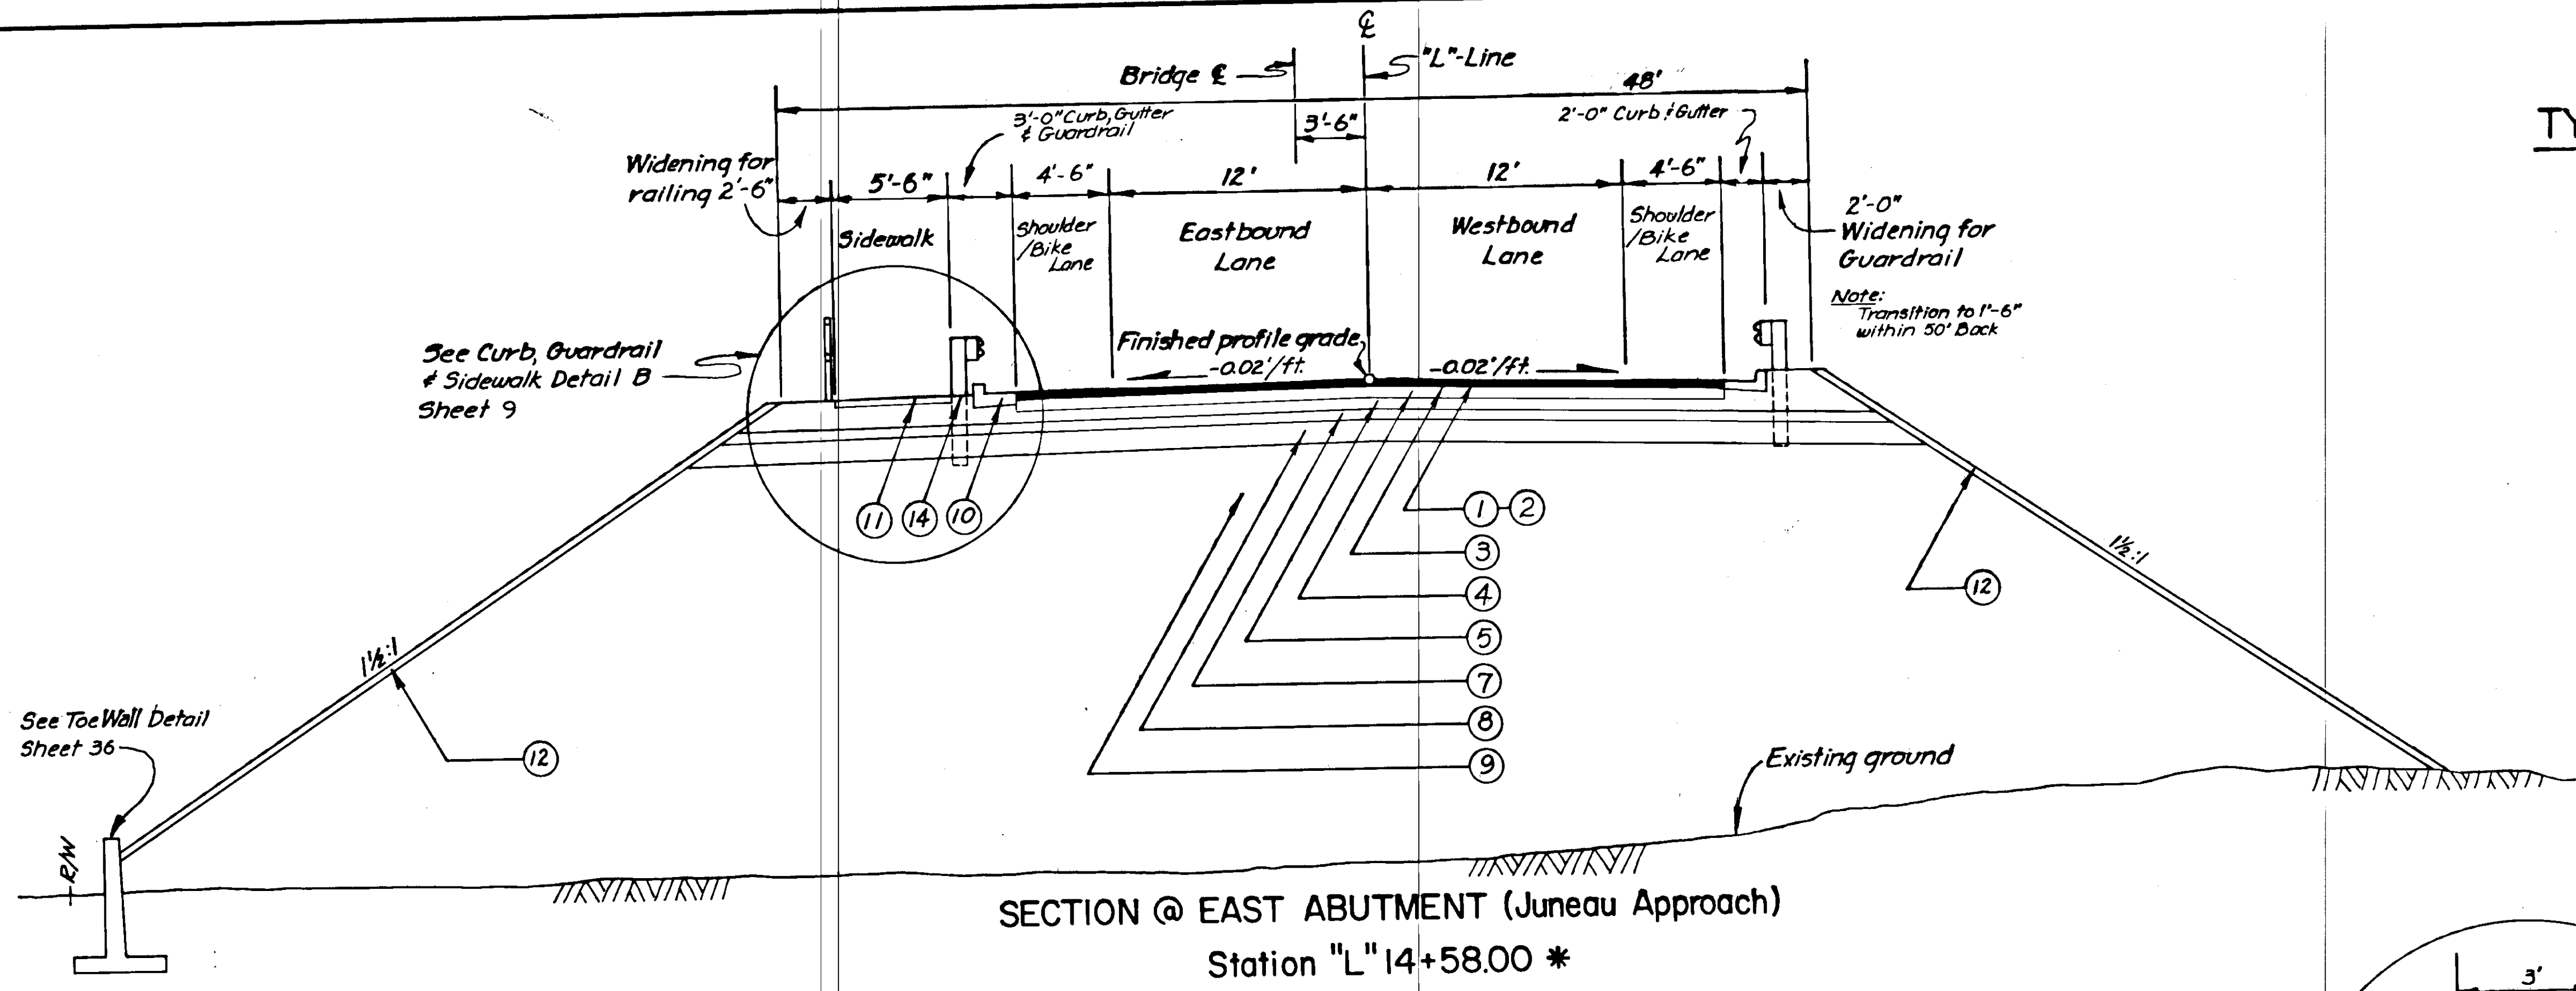 ℄
Bridge ℄
"L"-Line
48'
3'-0" Curb, Gutter
& Guardrail
3'-6"
2'-0" Curb & Gutter
TY
Widening for
railing 2'-6"
5'-6"
4'-6"
12'
12'
4'-6"
2'-0"
Widening for
Guardrail
Sidewalk
Shoulder
/Bike
Lane
Eastbound
Lane
Westbound
Lane
Shoulder
/Bike
Lane
Note:
Transition to 1'-6"
within 50' Back
See Curb, Guardrail
& Sidewalk Detail B
Sheet 9
Finished profile grade
-0.02'/ft.
-0.02'/ft.
11
14
10
1
2
3
4
5
7
8
9
12
1½:1
1½:1
12
See Toe Wall Detail
Sheet 36
R/W
Existing ground
SECTION @ EAST ABUTMENT (Juneau Approach)
Station "L" 14+58.00 *
3'